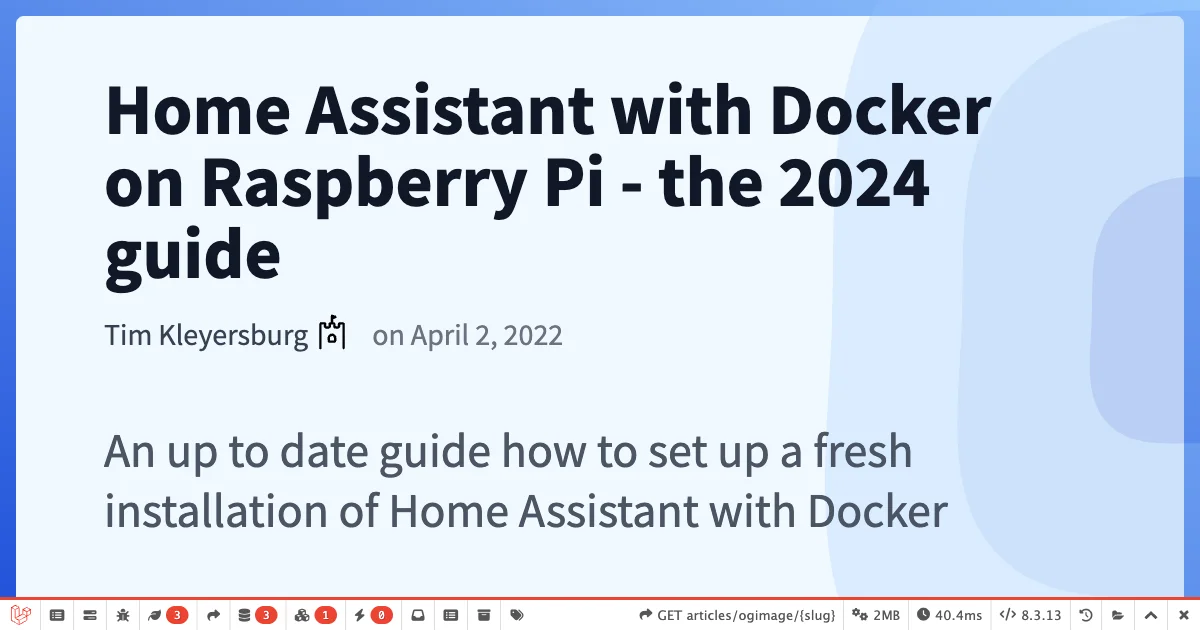 Home Assistant with Docker
on Raspberry Pi - the 2024
guide
Tim Kleyersburg on April 2, 2022
An up to date guide how to set up a fresh
installation of Home Assistant with Docker
3 3 1 0 GET articles/ogimage/{slug} 2MB 40.4ms 8.3.13